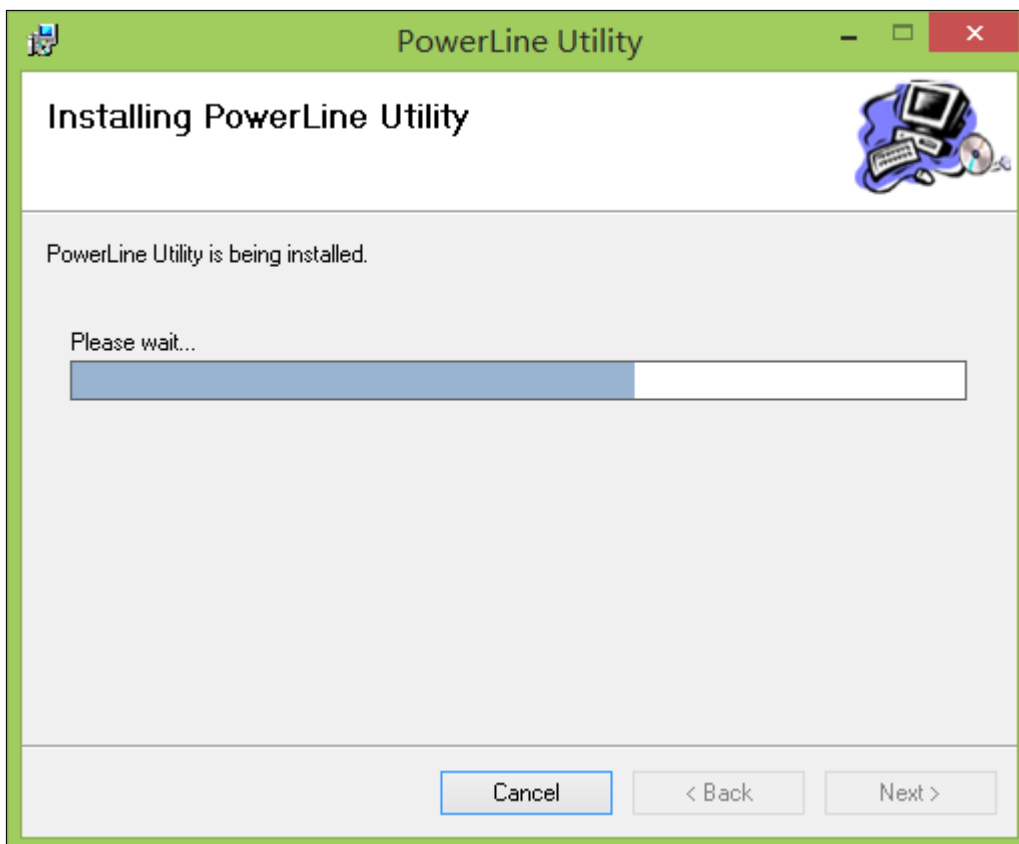 PowerLine Utility
Installing PowerLine Utility
PowerLine Utility is being installed.
Please wait...
Cancel
< Back
Next >